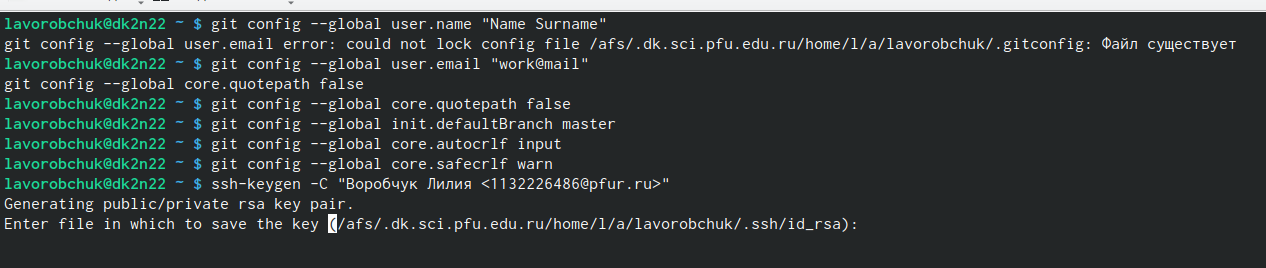 lavorobchuk@dk2n22 ~ $ git config --global user.name "Name Surname"
git config --global user.email error: could not lock config file /afs/.dk.sci.pfu.edu.ru/home/l/a/lavorobchuk/.gitconfig: Файл существует
lavorobchuk@dk2n22 ~ $ git config --global user.email "work@mail"
git config --global core.quotepath false
lavorobchuk@dk2n22 ~ $ git config --global core.quotepath false
lavorobchuk@dk2n22 ~ $ git config --global init.defaultBranch master
lavorobchuk@dk2n22 ~ $ git config --global core.autocrlf input
lavorobchuk@dk2n22 ~ $ git config --global core.safecrlf warn
lavorobchuk@dk2n22 ~ $ ssh-keygen -C "Воробчук Лилия <1132226486@pfur.ru>"
Generating public/private rsa key pair.
Enter file in which to save the key (/afs/.dk.sci.pfu.edu.ru/home/l/a/lavorobchuk/.ssh/id_rsa):